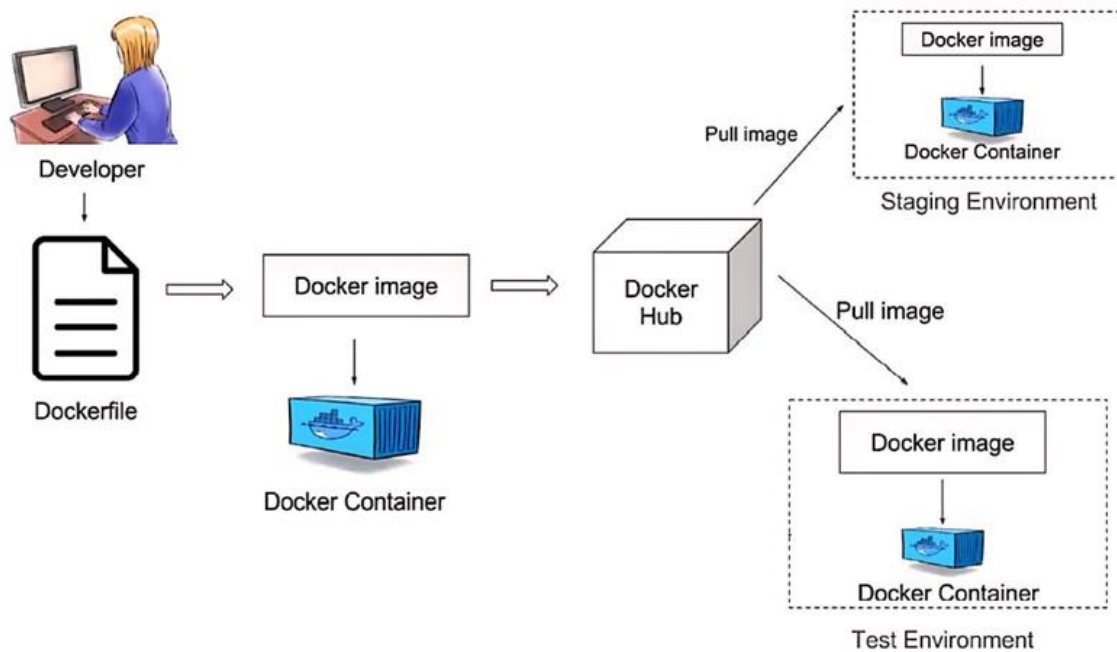 Developer
Dockerfile
Docker image
Docker Container
Docker
Hub
Pull image
Docker image
Docker Container
Staging Environment
Pull image
Docker image
Docker Container
Test Environment